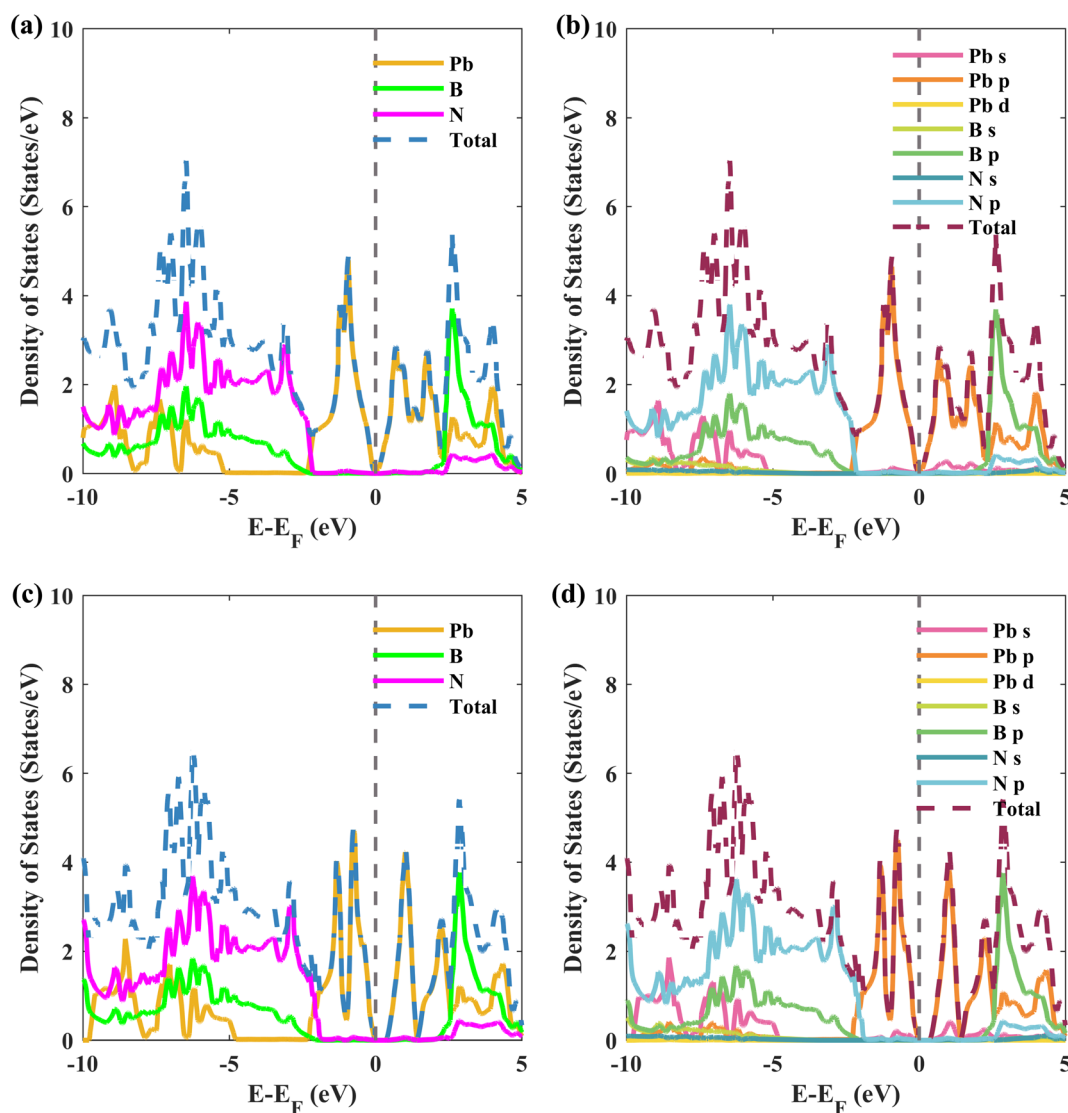 (a)
10
8
6
4
2
0
-10
-5
0
5
Density of States (States/eV)
E-E_F (eV)
Pb
B
N
Total
(b)
10
8
6
4
2
0
-10
-5
0
5
Density of States (States/eV)
E-E_F (eV)
Pb s
Pb p
Pb d
B s
B p
N s
N p
Total
(c)
10
8
6
4
2
0
-10
-5
0
5
Density of States (States/eV)
E-E_F (eV)
Pb
B
N
Total
(d)
10
8
6
4
2
0
-10
-5
0
5
Density of States (States/eV)
E-E_F (eV)
Pb s
Pb p
Pb d
B s
B p
N s
N p
Total